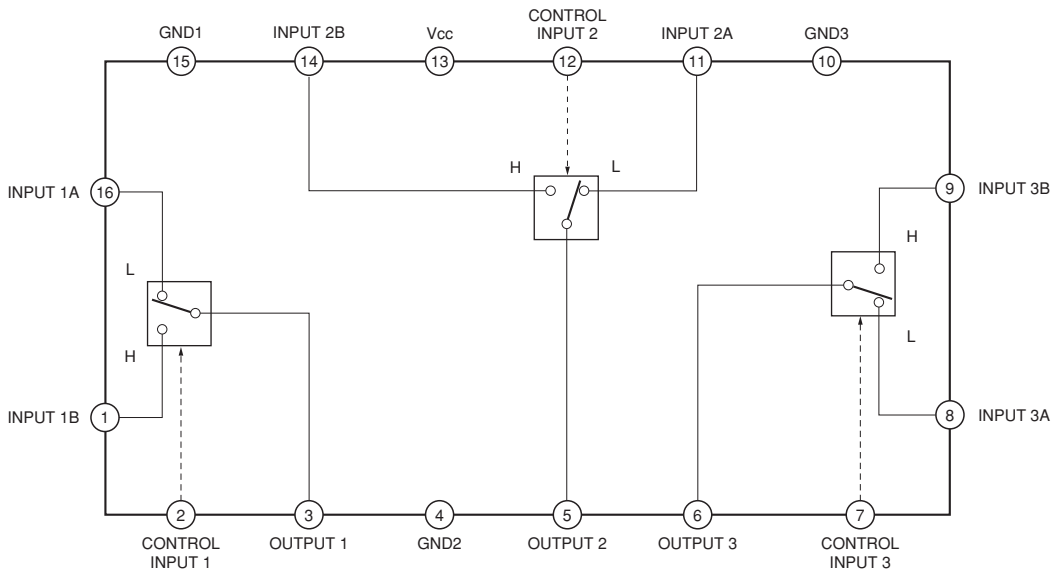 GND1
INPUT 2B
Vcc
CONTROL
INPUT 2
INPUT 2A
GND3
15
14
13
12
11
10
H
L
INPUT 1A
16
9
INPUT 3B
H
L
H
L
INPUT 1B
1
8
INPUT 3A
2
3
4
5
6
7
CONTROL
INPUT 1
OUTPUT 1
GND2
OUTPUT 2
OUTPUT 3
CONTROL
INPUT 3